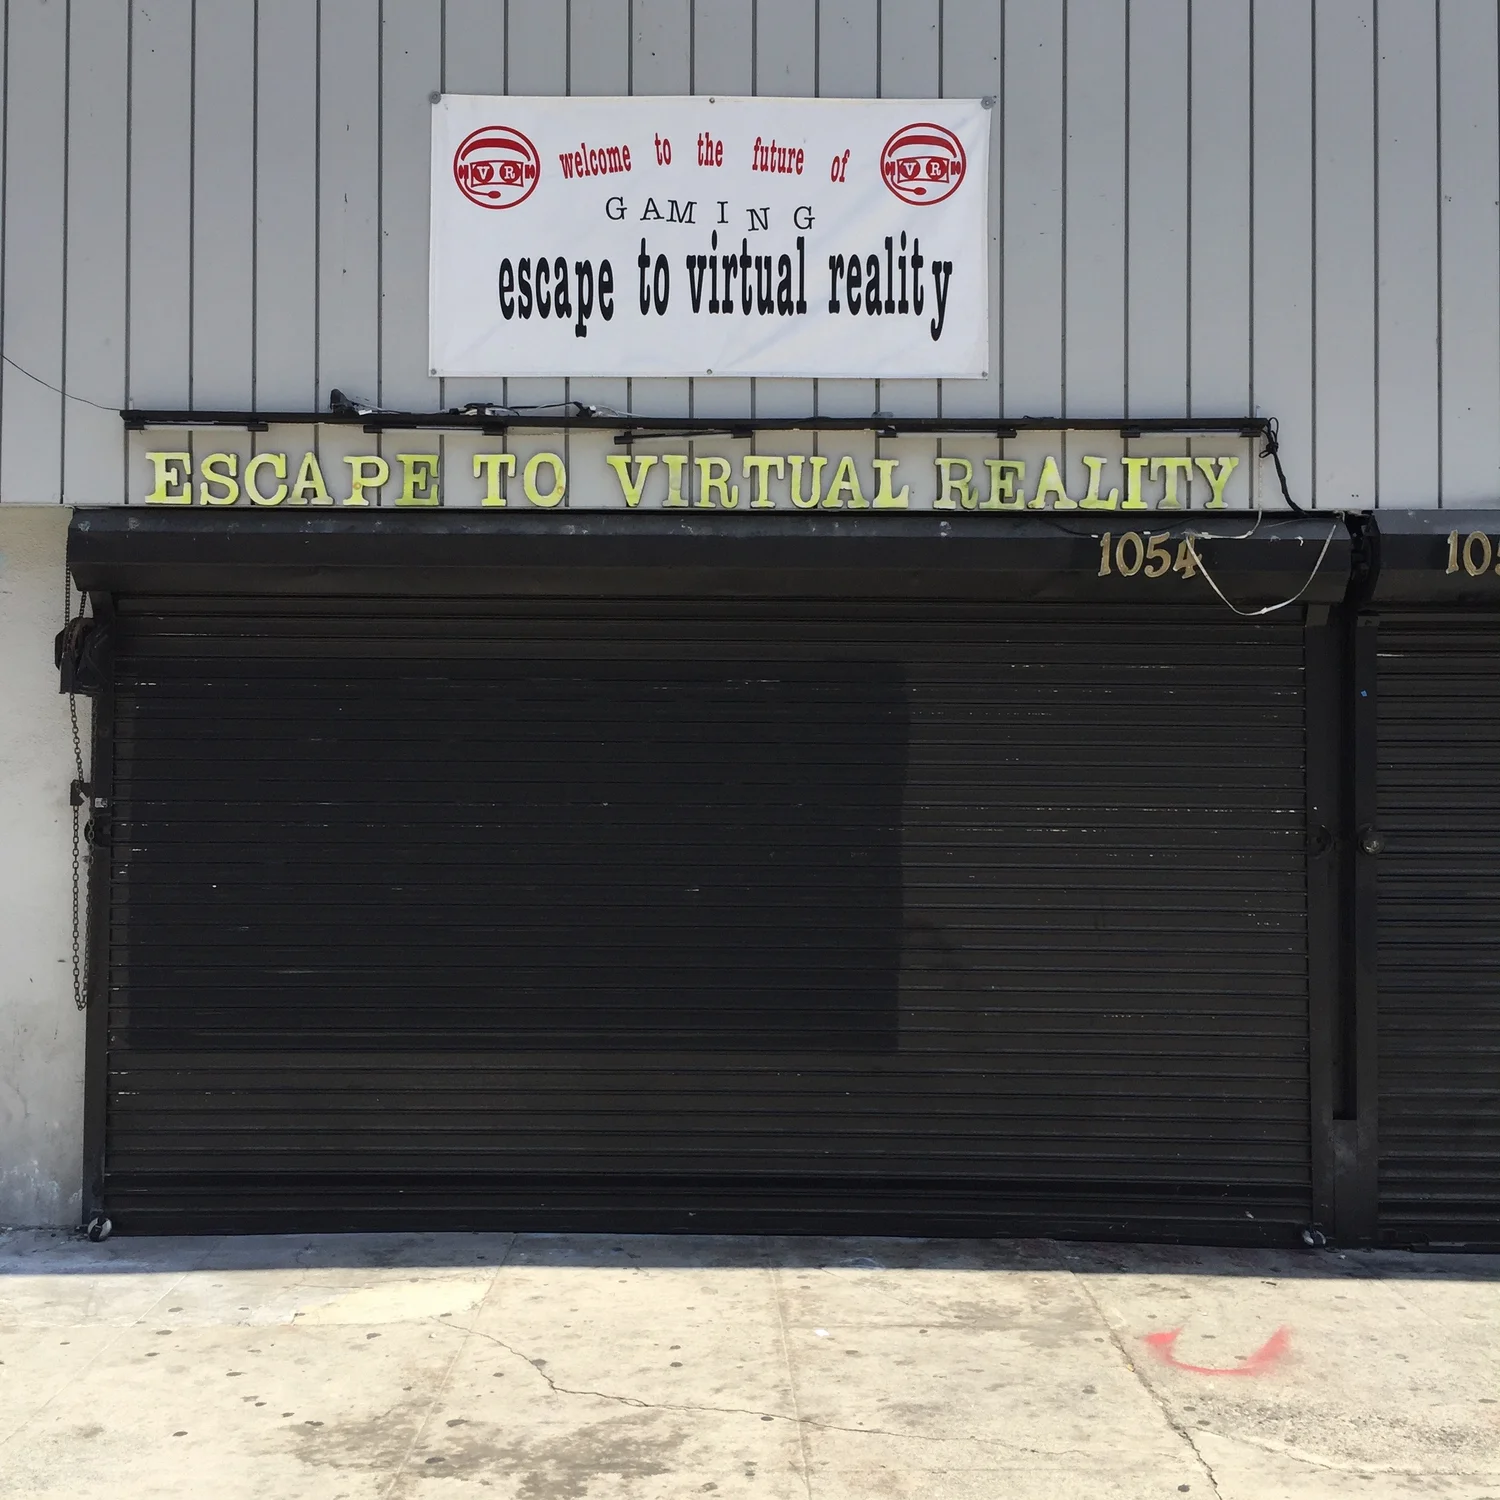 VR welcome to the future of VR
GAMING
escape to virtual reality
ESCAPE TO VIRTUAL REALITY
1054